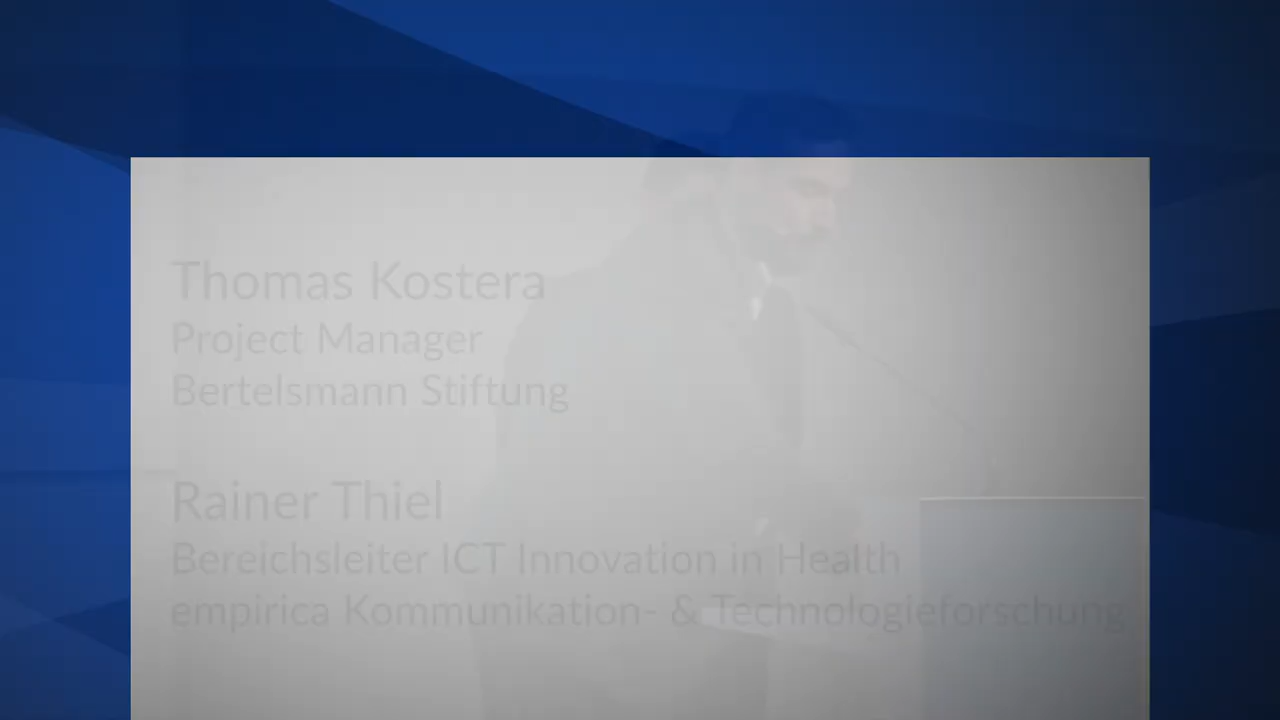 Thomas Kostera
Project Manager
Bertelsmann Stiftung
Rainer Thiel
Bereichsleiter ICT Innovation in Health
empirica Kommunikation- & Technologieforschung